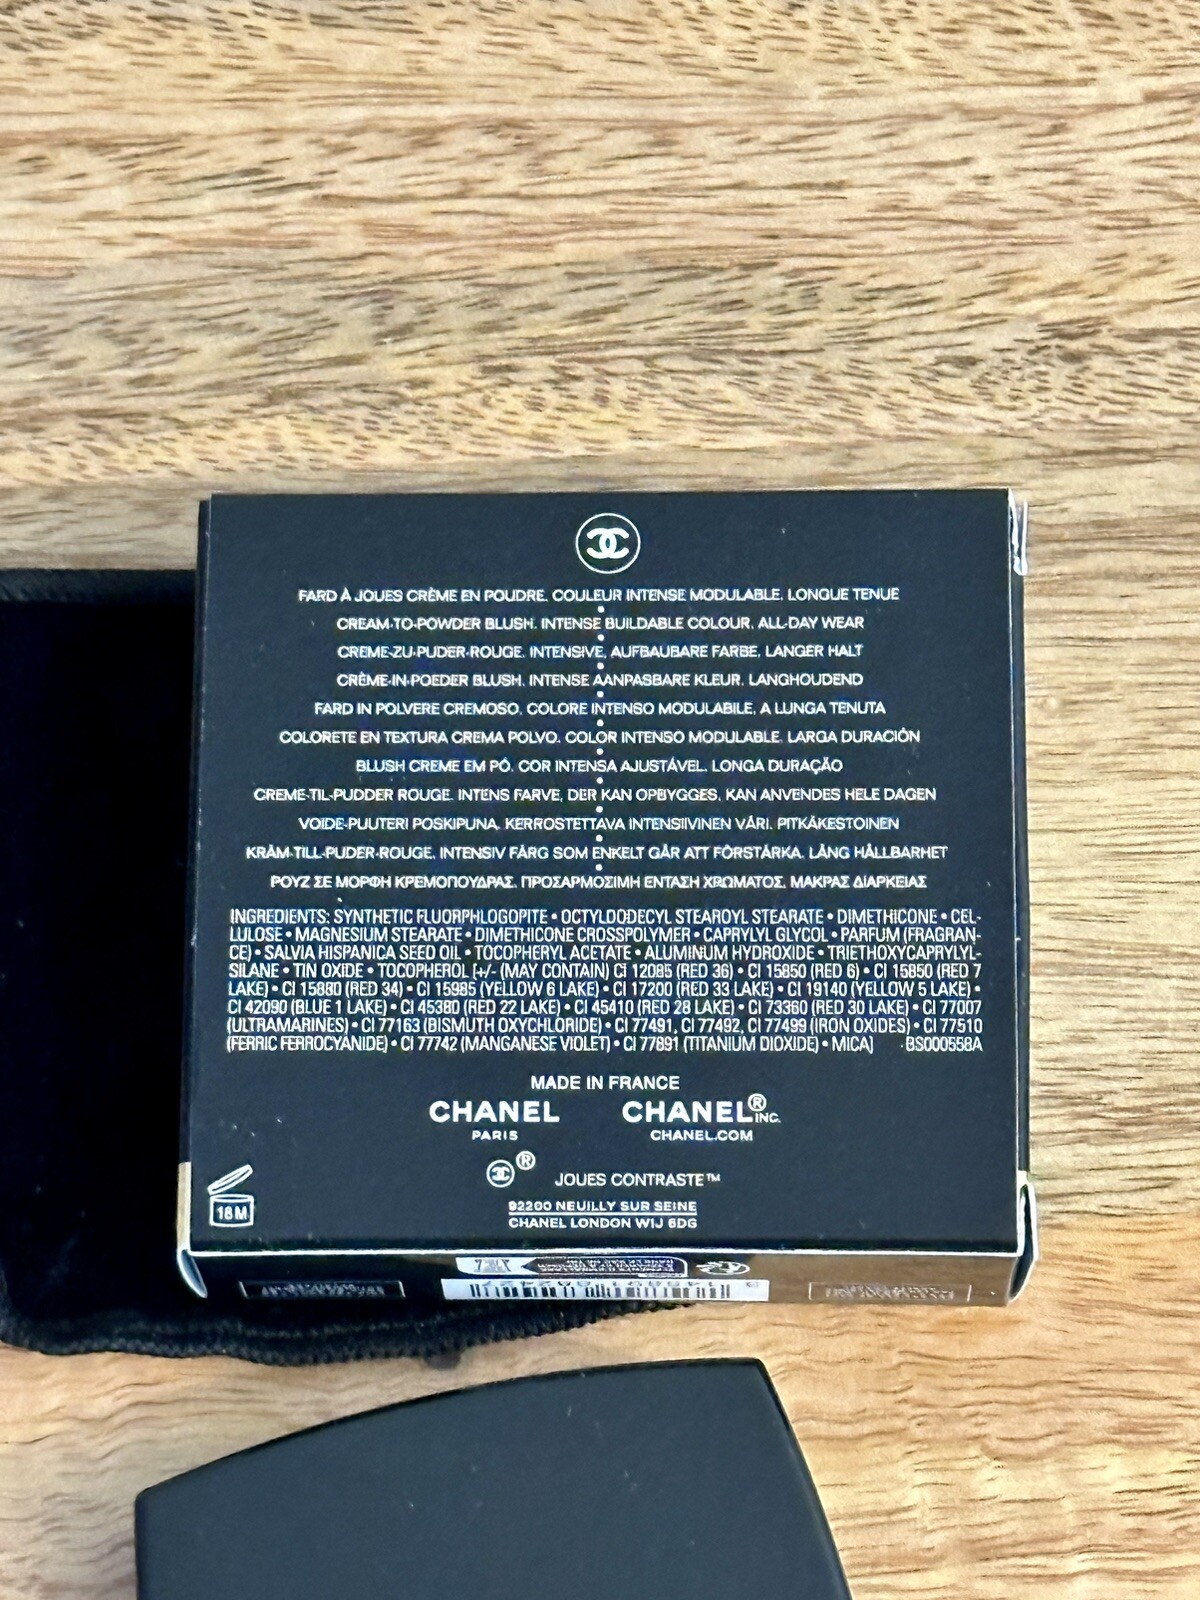 FARD À JOUES CRÈME EN POUDRE. COULEUR INTENSE MODULABLE. LONGUE TENUE
CREAM-TO-POWDER BLUSH. INTENSE BUILDABLE COLOUR. ALL-DAY WEAR
CREME-ZU-PUDER-ROUGE. INTENSIVE, AUFBAUBARE FARBE. LANGER HALT
CRÈME-IN-POEDER BLUSH. INTENSE AANPASBARE KLEUR. LANGHOUDEND
FARD IN POLVERE CREMOSO. COLORE INTENSO MODULABILE. A LUNGA TENUTA
COLORETE EN TEXTURA CREMA POLVO. COLOR INTENSO MODULABLE. LARGA DURACIÓN
BLUSH CREME EM PÓ. COR INTENSA AJUSTÁVEL. LONGA DURAÇÃO
CREME-TIL-PUDDER ROUGE. INTENS FARVE, DER KAN OPBYGGES. KAN ANVENDES HELE DAGEN
VOIDE-PUUTERI POSKIPUNA. KERROSTETTAVA INTENSIIVINEN VÄRI. PITKÄKESTOINEN
KRÄM-TILL-PUDER-ROUGE. INTENSIV FÄRG SOM ENKELT GÅR ATT FÖRSTÄRKA. LÅNG HÅLLBARHET
ΡΟΥΖ ΣΕ ΜΟΡΦΗ ΚΡΕΜΟΠΟΥΔΡΑΣ. ΠΡΟΣΑΡΜΟΣΙΜΗ ΕΝΤΑΣΗ ΧΡΩΜΑΤΟΣ. ΜΑΚΡΑΣ ΔΙΑΡΚΕΙΑΣ
INGREDIENTS: SYNTHETIC FLUORPHLOGOPITE • OCTYLDODECYL STEAROYL STEARATE • DIMETHICONE • CEL-
LULOSE • MAGNESIUM STEARATE • DIMETHICONE CROSSPOLYMER • CAPRYLYL GLYCOL • PARFUM (FRAGRAN-
CE) • SALVIA HISPANICA SEED OIL • TOCOPHERYL ACETATE • ALUMINUM HYDROXIDE • TRIETHOXYCAPRYLYL-
SILANE • TIN OXIDE • TOCOPHEROL [+/- (MAY CONTAIN) CI 12085 (RED 36) • CI 15850 (RED 6) • CI 15850 (RED 7
LAKE) • CI 15880 (RED 34) • CI 15985 (YELLOW 6 LAKE) • CI 17200 (RED 33 LAKE) • CI 19140 (YELLOW 5 LAKE) •
CI 42090 (BLUE 1 LAKE) • CI 45380 (RED 22 LAKE) • CI 45410 (RED 28 LAKE) • CI 73360 (RED 30 LAKE) • CI 77007
(ULTRAMARINES) • CI 77163 (BISMUTH OXYCHLORIDE) • CI 77491, CI 77492, CI 77499 (IRON OXIDES) • CI 77510
(FERRIC FERROCYANIDE) • CI 77742 (MANGANESE VIOLET) • CI 77891 (TITANIUM DIOXIDE) • MICA] BS000558A
MADE IN FRANCE
CHANEL CHANEL® INC.
PARIS CHANEL.COM
® JOUES CONTRASTE™
92200 NEUILLY SUR SEINE
CHANEL LONDON W1J 6DG
18M